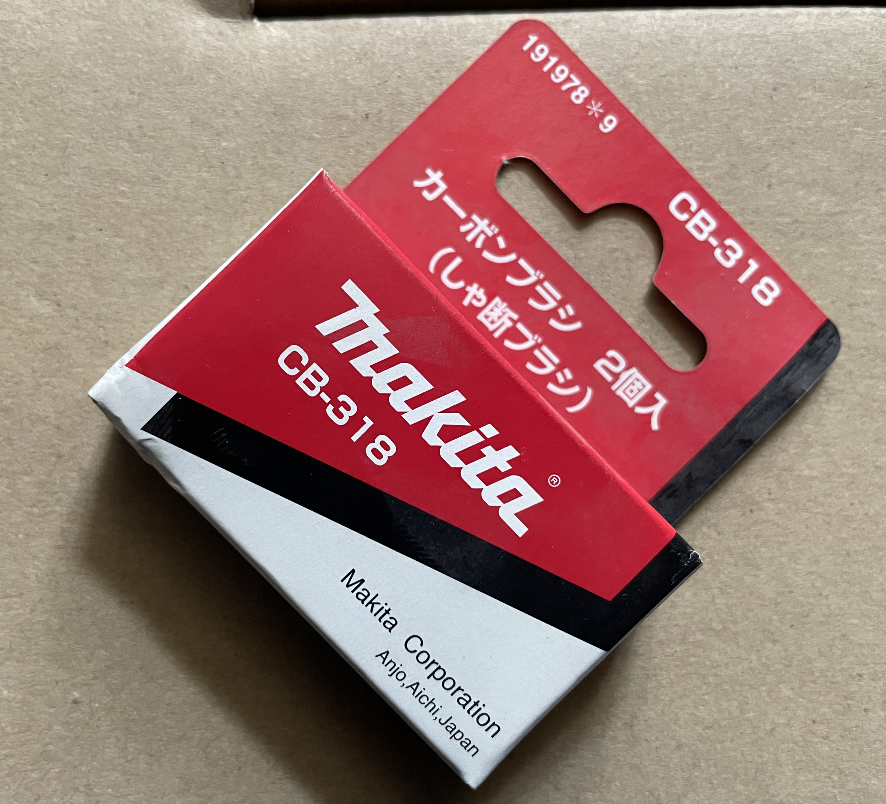 191978＊9
CB-318
カーボンブラシ 2個入
(しゃ断ブラシ)
makita®
CB-318
Makita Corporation
Anjo,Aichi,Japan